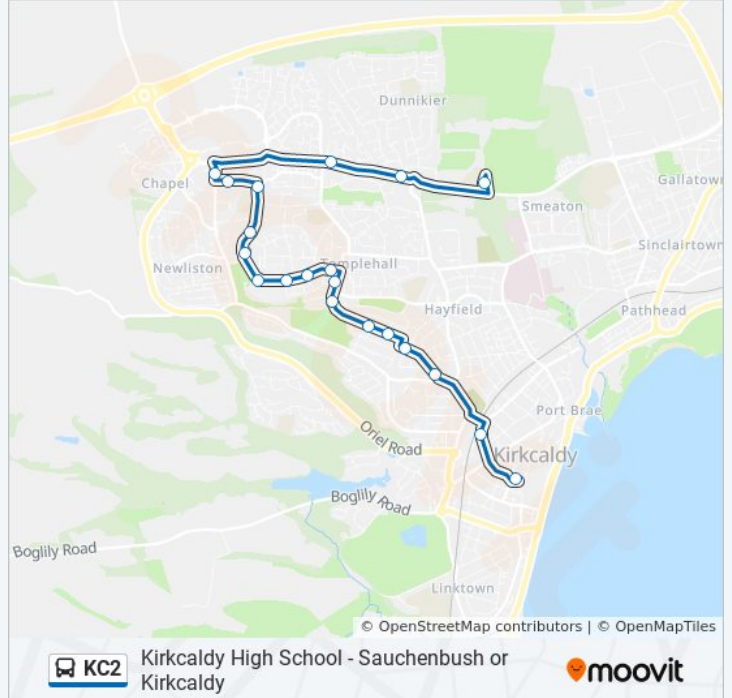 Dunnikier
Chapel
Gallatown
Smeaton
Sinclairtown
Newliston
Templehall
Hayfield
Pathhead
Port Brae
Oriel Road
Kirkcaldy
Boglily Road
Boglily Road
Linktown
© OpenStreetMap contributors | © OpenMapTiles
KC2
Kirkcaldy High School - Sauchenbush or
Kirkcaldy
moovit